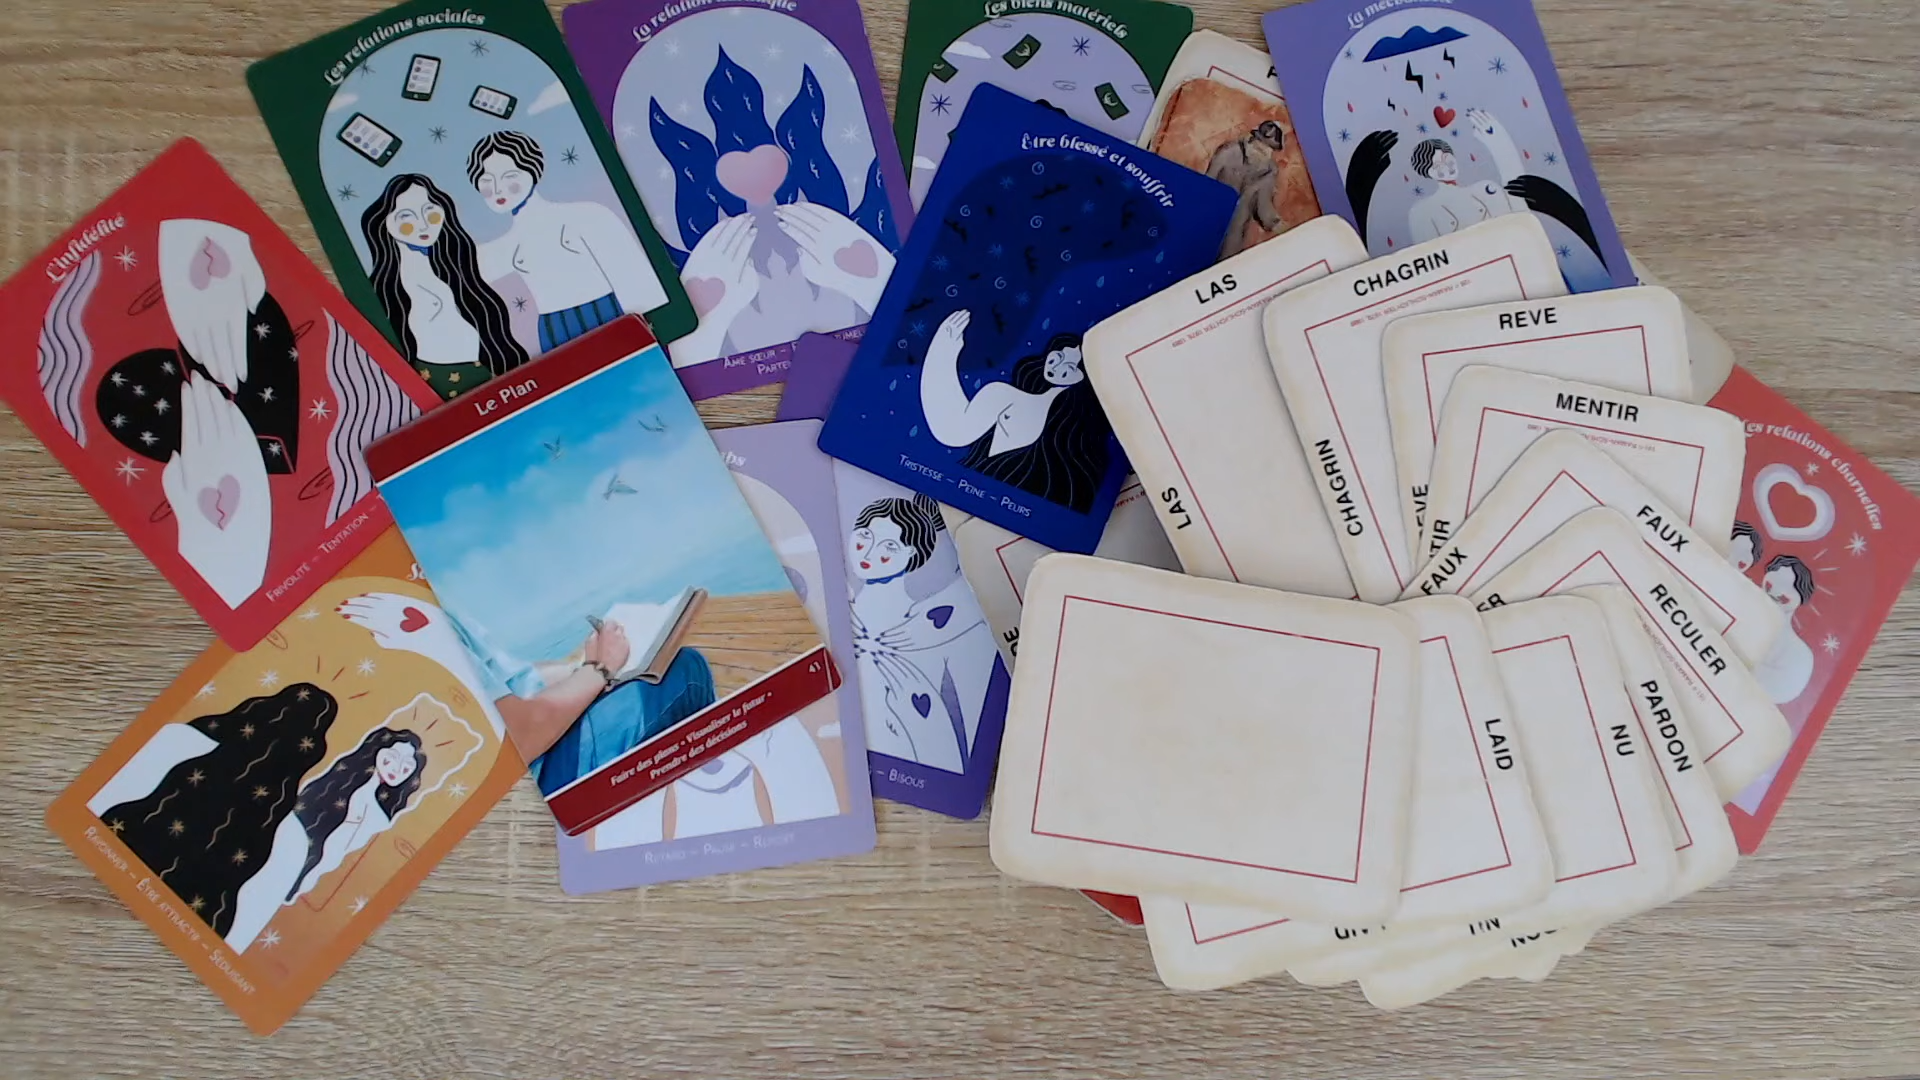 Les relations sociales
La relation
Les biens matériels
Être blessé et souffrir
L'infidélité
Le Plan
LAS
CHAGRIN
REVE
MENTIR
FAUX
RECULER
PARDON
NU
LAID
LAS
CHAGRIN
FAUX
es relations charnelles
ÂME SŒUR –
TRISTESSE – PEINE – PEURS
FRIVOLITÉ – TENTATION –
41
Faire des plans • Visualiser le futur •
Prendre des décisions
– BISOUS
RETARD – PAUSE – REPORT
RAYONNER – ÊTRE ATTRACTIF – SÉDUISANT